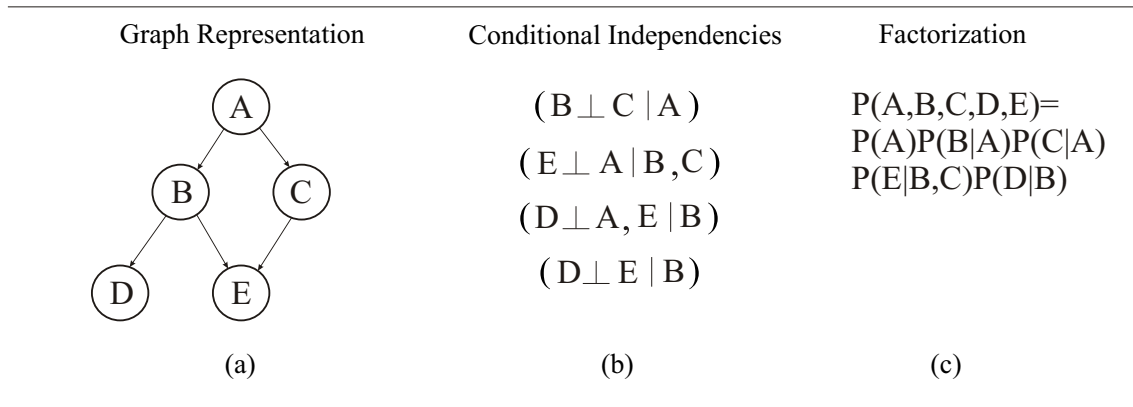 Graph Representation
Conditional Independencies
Factorization
A
B
C
D
E
(B⊥C|A)
(E⊥A|B,C)
(D⊥A,E|B)
(D⊥E|B)
P(A,B,C,D,E)=
P(A)P(B|A)P(C|A)
P(E|B,C)P(D|B)
(a)
(b)
(c)